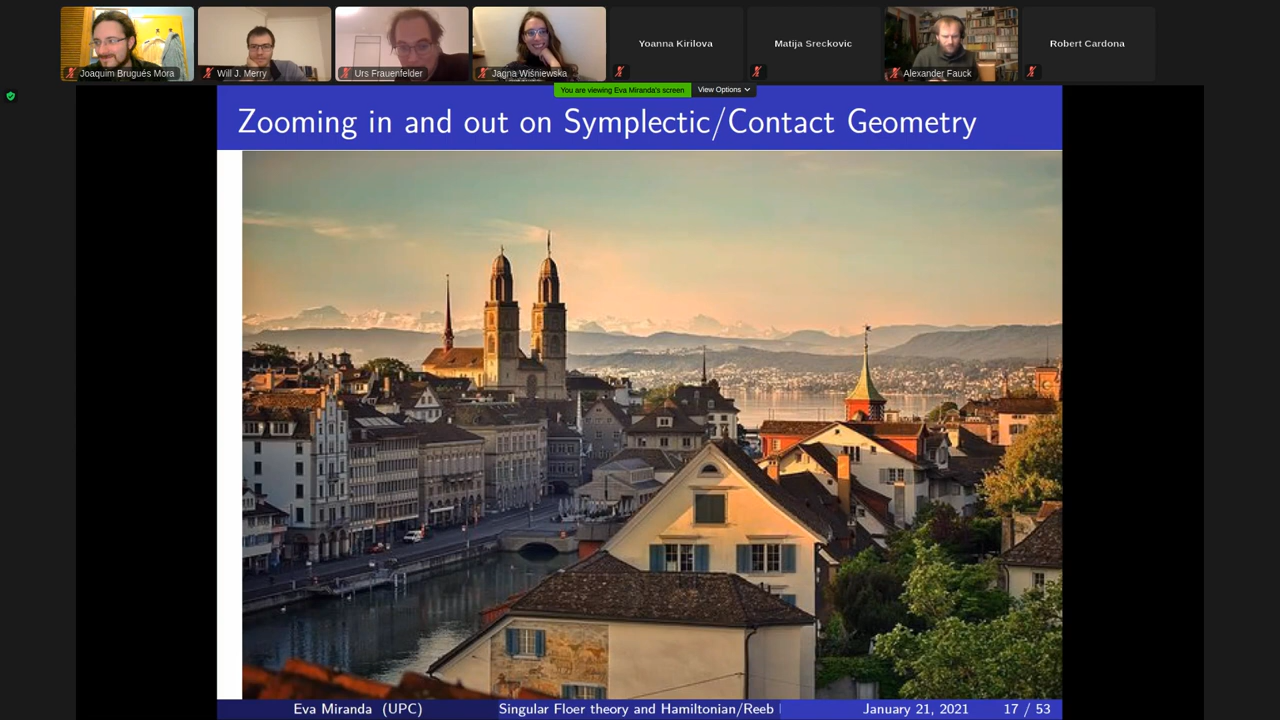 Joaquim Brugués Mora
Will J. Merry
Urs Frauenfelder
Jagna Wiśniewska
Yoanna Kirilova
Matija Sreckovic
Alexander Fauck
Robert Cardona
You are viewing Eva Miranda's screen
View Options
Zooming in and out on Symplectic/Contact Geometry
Eva Miranda (UPC)
Singular Floer theory and Hamiltonian/Reeb
January 21, 2021
17 / 53